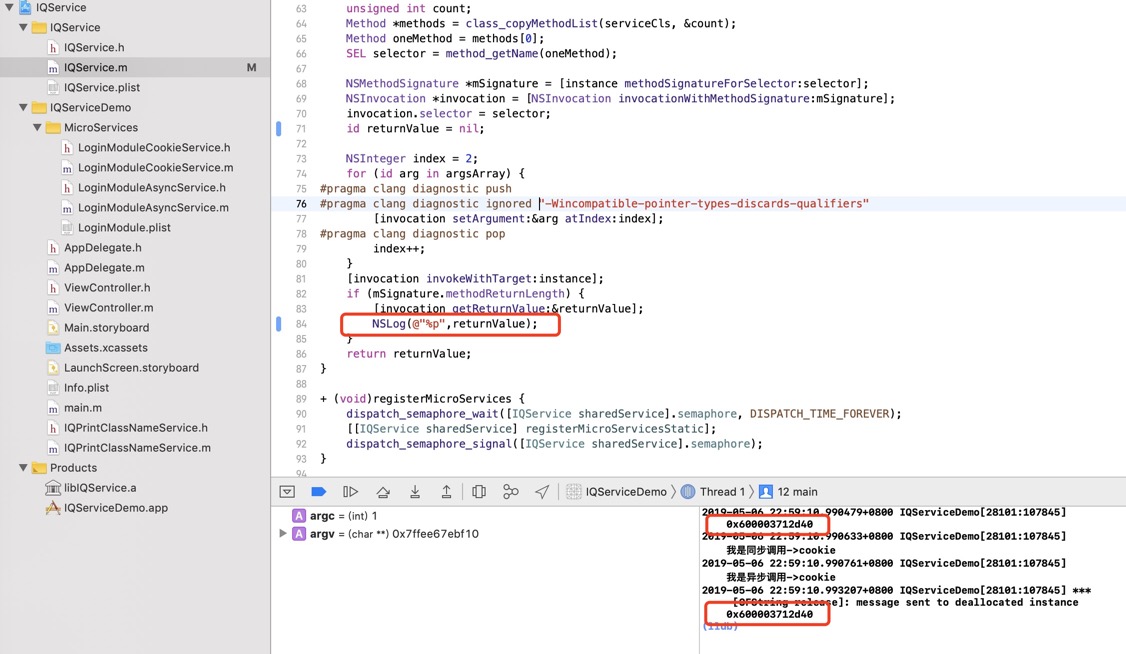 IQService
IQService
IQService.h
IQService.m M
IQService.plist
IQServiceDemo
MicroServices
LoginModuleCookieService.h
LoginModuleCookieService.m
LoginModuleAsyncService.h
LoginModuleAsyncService.m
LoginModule.plist
AppDelegate.h
AppDelegate.m
ViewController.h
ViewController.m
Main.storyboard
Assets.xcassets
LaunchScreen.storyboard
Info.plist
main.m
IQPrintClassNameService.h
IQPrintClassNameService.m
Products
libIQService.a
IQServiceDemo.app
63 unsigned int count;
64 Method *methods = class_copyMethodList(serviceCls, &count);
65 Method oneMethod = methods[0];
66 SEL selector = method_getName(oneMethod);
67
68 NSMethodSignature *mSignature = [instance methodSignatureForSelector:selector];
69 NSInvocation *invocation = [NSInvocation invocationWithMethodSignature:mSignature];
70 invocation.selector = selector;
71 id returnValue = nil;
72
73 NSInteger index = 2;
74 for (id arg in argsArray) {
75 #pragma clang diagnostic push
76 #pragma clang diagnostic ignored "-Wincompatible-pointer-types-discards-qualifiers"
77 [invocation setArgument:&arg atIndex:index];
78 #pragma clang diagnostic pop
79 index++;
80 }
81 [invocation invokeWithTarget:instance];
82 if (mSignature.methodReturnLength) {
83 [invocation getReturnValue:&returnValue];
84 NSLog(@"%p",returnValue);
85 }
86 return returnValue;
87 }
88
89 + (void)registerMicroServices {
90 dispatch_semaphore_wait([IQService sharedService].semaphore, DISPATCH_TIME_FOREVER);
91 [[IQService sharedService] registerMicroServicesStatic];
92 dispatch_semaphore_signal([IQService sharedService].semaphore);
93 }
94
IQServiceDemo Thread 1 12 main
A argc = (int) 1
A argv = (char **) 0x7ffee67ebf10
2019-05-06 22:59:10.990479+0800 IQServiceDemo[28101:107845]
0x600003712d40
2019-05-06 22:59:10.990633+0800 IQServiceDemo[28101:107845]
我是同步调用->cookie
2019-05-06 22:59:10.990761+0800 IQServiceDemo[28101:107845]
我是异步调用->cookie
2019-05-06 22:59:10.993207+0800 IQServiceDemo[28101:107845] ***
-[CFString release]: message sent to deallocated instance
0x600003712d40
(lldb)